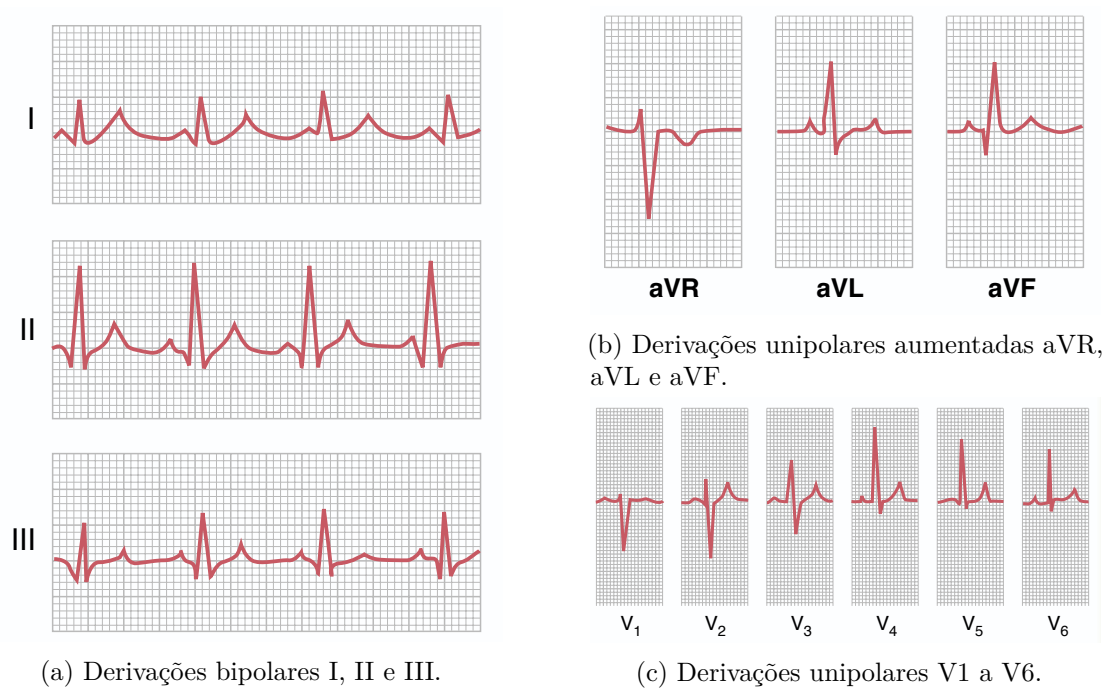 I
II
III
(a) Derivações bipolares I, II e III.
aVR aVL aVF
(b) Derivações unipolares aumentadas aVR,
aVL e aVF.
V1 V2 V3 V4 V5 V6
(c) Derivações unipolares V1 a V6.